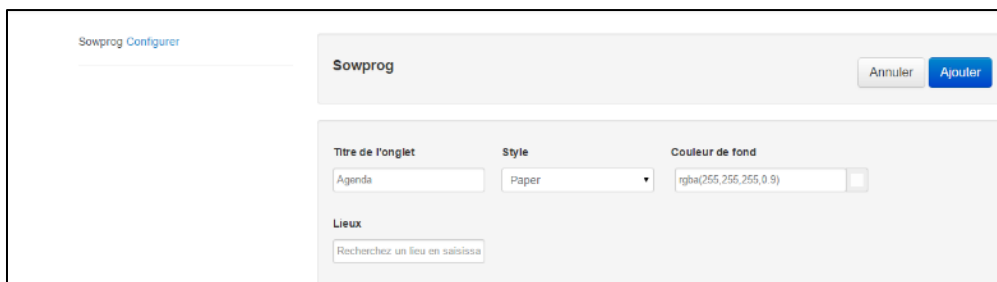 Sowprog Configurer
Sowprog
Annuler Ajouter
Titre de l'onglet Style Couleur de fond
Agenda Paper rgba(255,255,255,0.9)
Lieux
Recherchez un lieu en saisissa